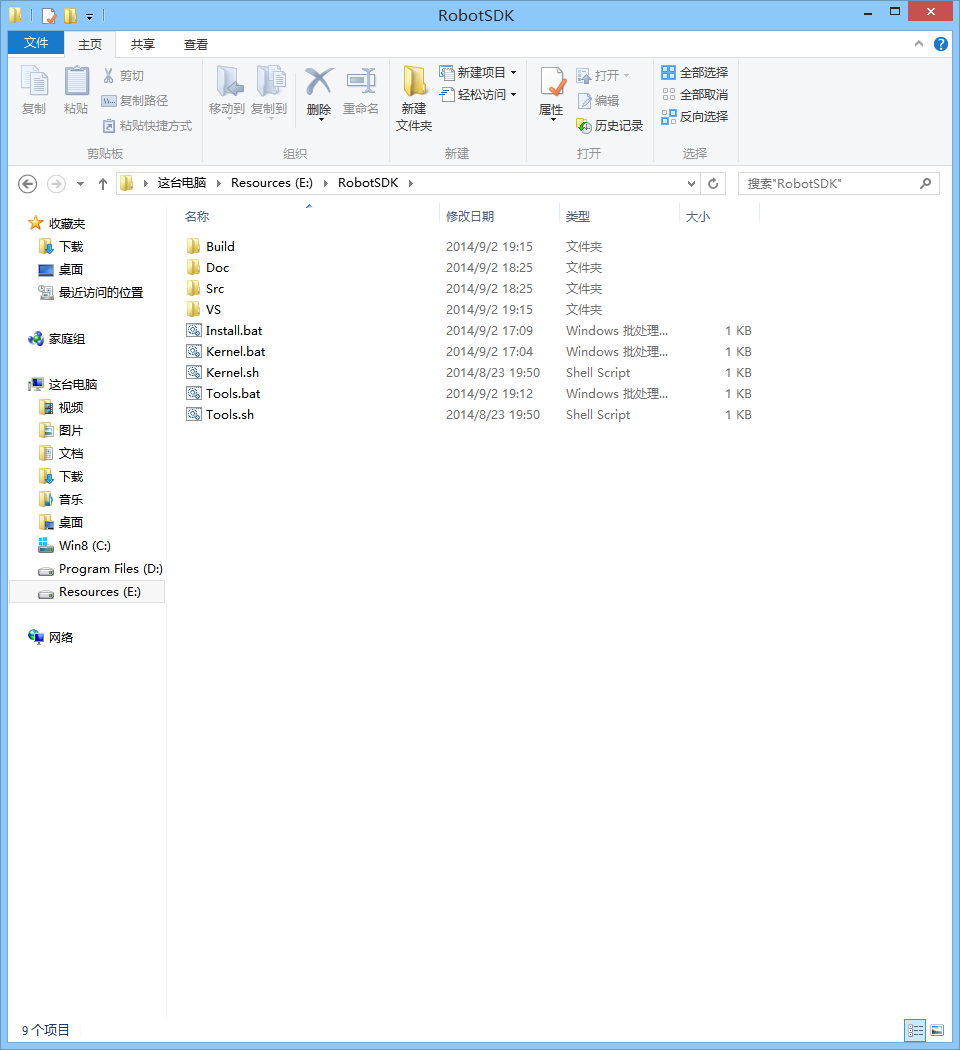 RobotSDK
文件 主页 共享 查看
复制 粘贴 剪切 复制路径 粘贴快捷方式
移动到 复制到 删除 重命名
新建文件夹 新建项目 轻松访问
属性 打开 编辑 历史记录
全部选择 全部取消 反向选择
剪贴板 组织 新建 打开 选择
这台电脑 Resources (E:) RobotSDK 搜索"RobotSDK"
收藏夹
下载
桌面
最近访问的位置
家庭组
这台电脑
视频
图片
文档
下载
音乐
桌面
Win8 (C:)
Program Files (D:)
Resources (E:)
网络
名称 修改日期 类型 大小
Build 2014/9/2 19:15 文件夹
Doc 2014/9/2 18:25 文件夹
Src 2014/9/2 18:25 文件夹
VS 2014/9/2 19:15 文件夹
Install.bat 2014/9/2 17:09 Windows 批处理... 1 KB
Kernel.bat 2014/9/2 17:04 Windows 批处理... 1 KB
Kernel.sh 2014/8/23 19:50 Shell Script 1 KB
Tools.bat 2014/9/2 19:12 Windows 批处理... 1 KB
Tools.sh 2014/8/23 19:50 Shell Script 1 KB
9 个项目